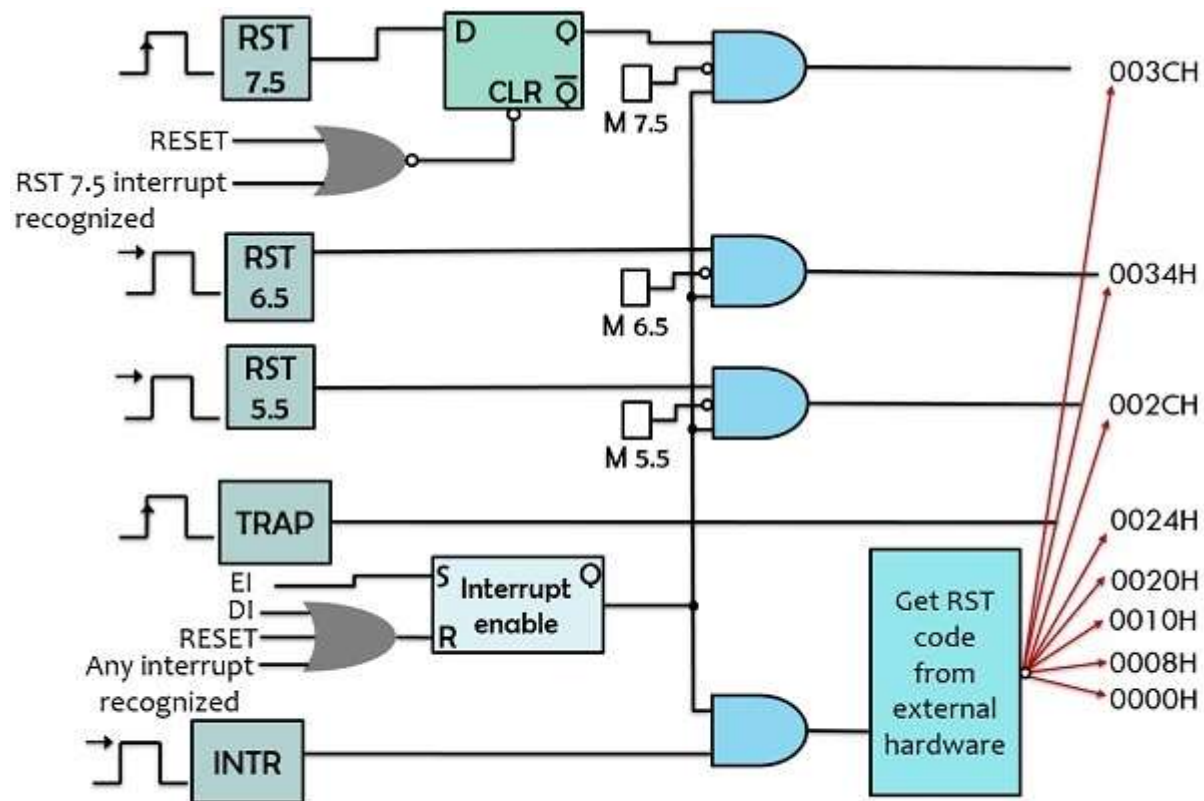 RST
7.5
D
Q
CLR
Q̅
M 7.5
003CH
RESET
RST 7.5 interrupt
recognized
RST
6.5
M 6.5
0034H
RST
5.5
M 5.5
002CH
TRAP
0024H
EI
DI
RESET
Any interrupt
recognized
S
Q
Interrupt
enable
R
Get RST
code
from
external
hardware
0020H
0010H
0008H
0000H
INTR